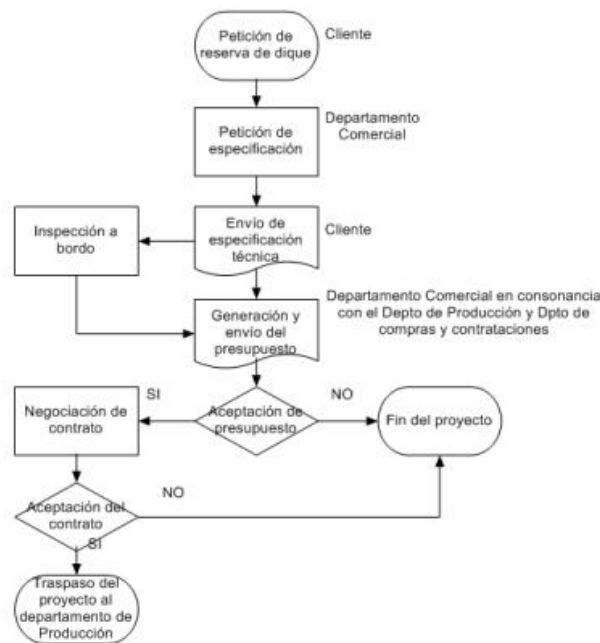 Petición de
reserva de dique
Cliente
Petición de
especificación
Departamento
Comercial
Inspección a
bordo
Envío de
especificación
técnica
Cliente
Generación y
envío del
presupuesto
Departamento Comercial en consonancia
con el Depto de Producción y Dpto de
compras y contrataciones
SI
NO
Negociación de
contrato
Aceptación de
presupuesto
Fin del proyecto
NO
Aceptación del
contrato
SI
Traspaso del
proyecto al
departamento de
Producción